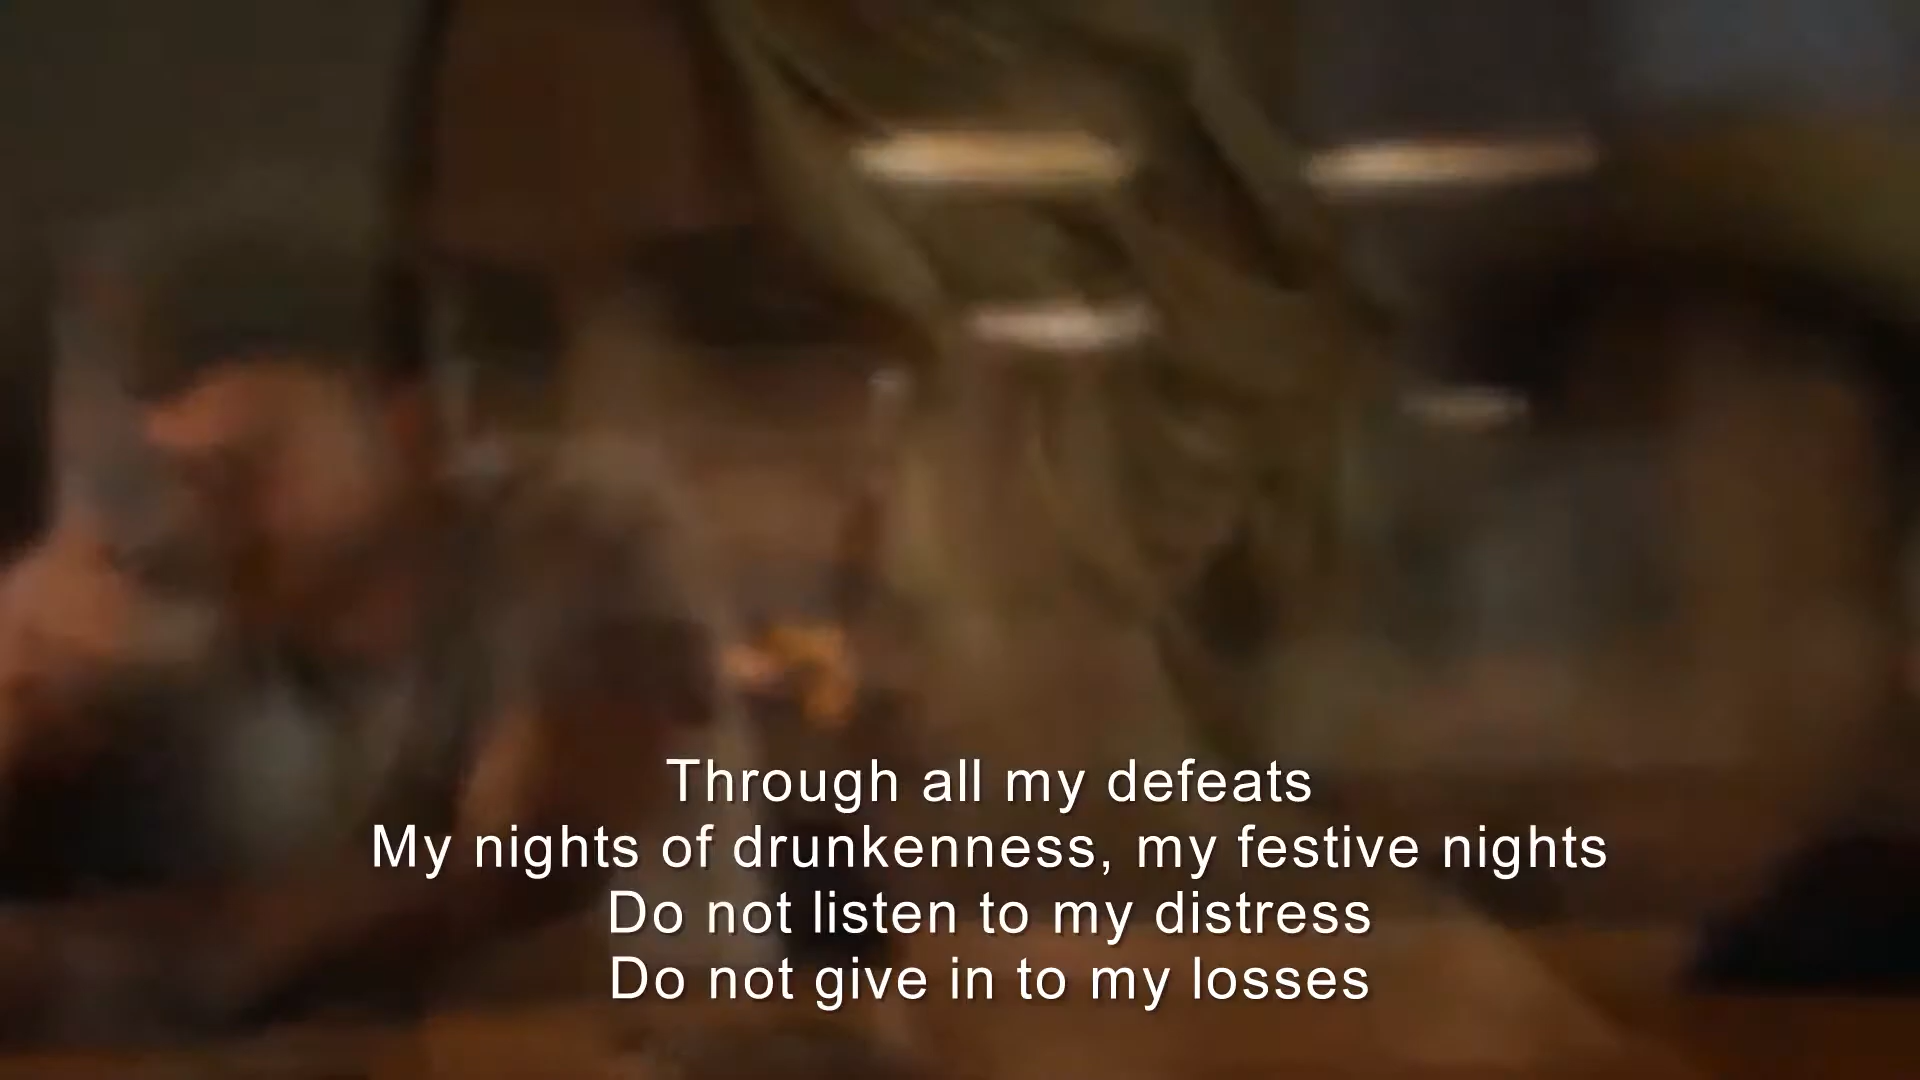 Through all my defeats
My nights of drunkenness, my festive nights
Do not listen to my distress
Do not give in to my losses